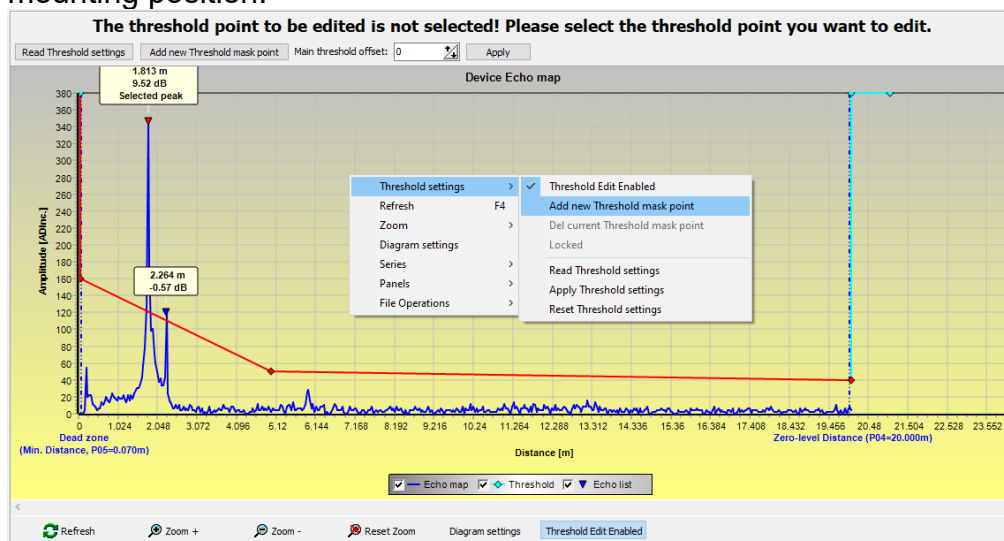 mounting position.
The threshold point to be edited is not selected! Please select the threshold point you want to edit.
Read Threshold settings Add new Threshold mask point Main threshold offset: 0 Apply
Device Echo map
1.813 m
9.52 dB
Selected peak
2.264 m
-0.57 dB
Amplitude [ADInc.]
380
360
340
320
300
280
260
240
220
200
180
160
140
120
100
80
60
40
20
0
Threshold settings
Refresh F4
Zoom
Diagram settings
Series
Panels
File Operations
Threshold Edit Enabled
Add new Threshold mask point
Del current Threshold mask point
Locked
Read Threshold settings
Apply Threshold settings
Reset Threshold settings
0 1.024 2.048 3.072 4.096 5.12 6.144 7.168 8.192 9.216 10.24 11.264 12.288 13.312 14.336 15.36 16.384 17.408 18.432 19.456 20.48 21.504 22.528 23.552
Dead zone
(Min. Distance, P05=0.070m)
Zero-level Distance (P04=20.000m)
Distance [m]
Echo map Threshold Echo list
Refresh Zoom + Zoom - Reset Zoom Diagram settings Threshold Edit Enabled